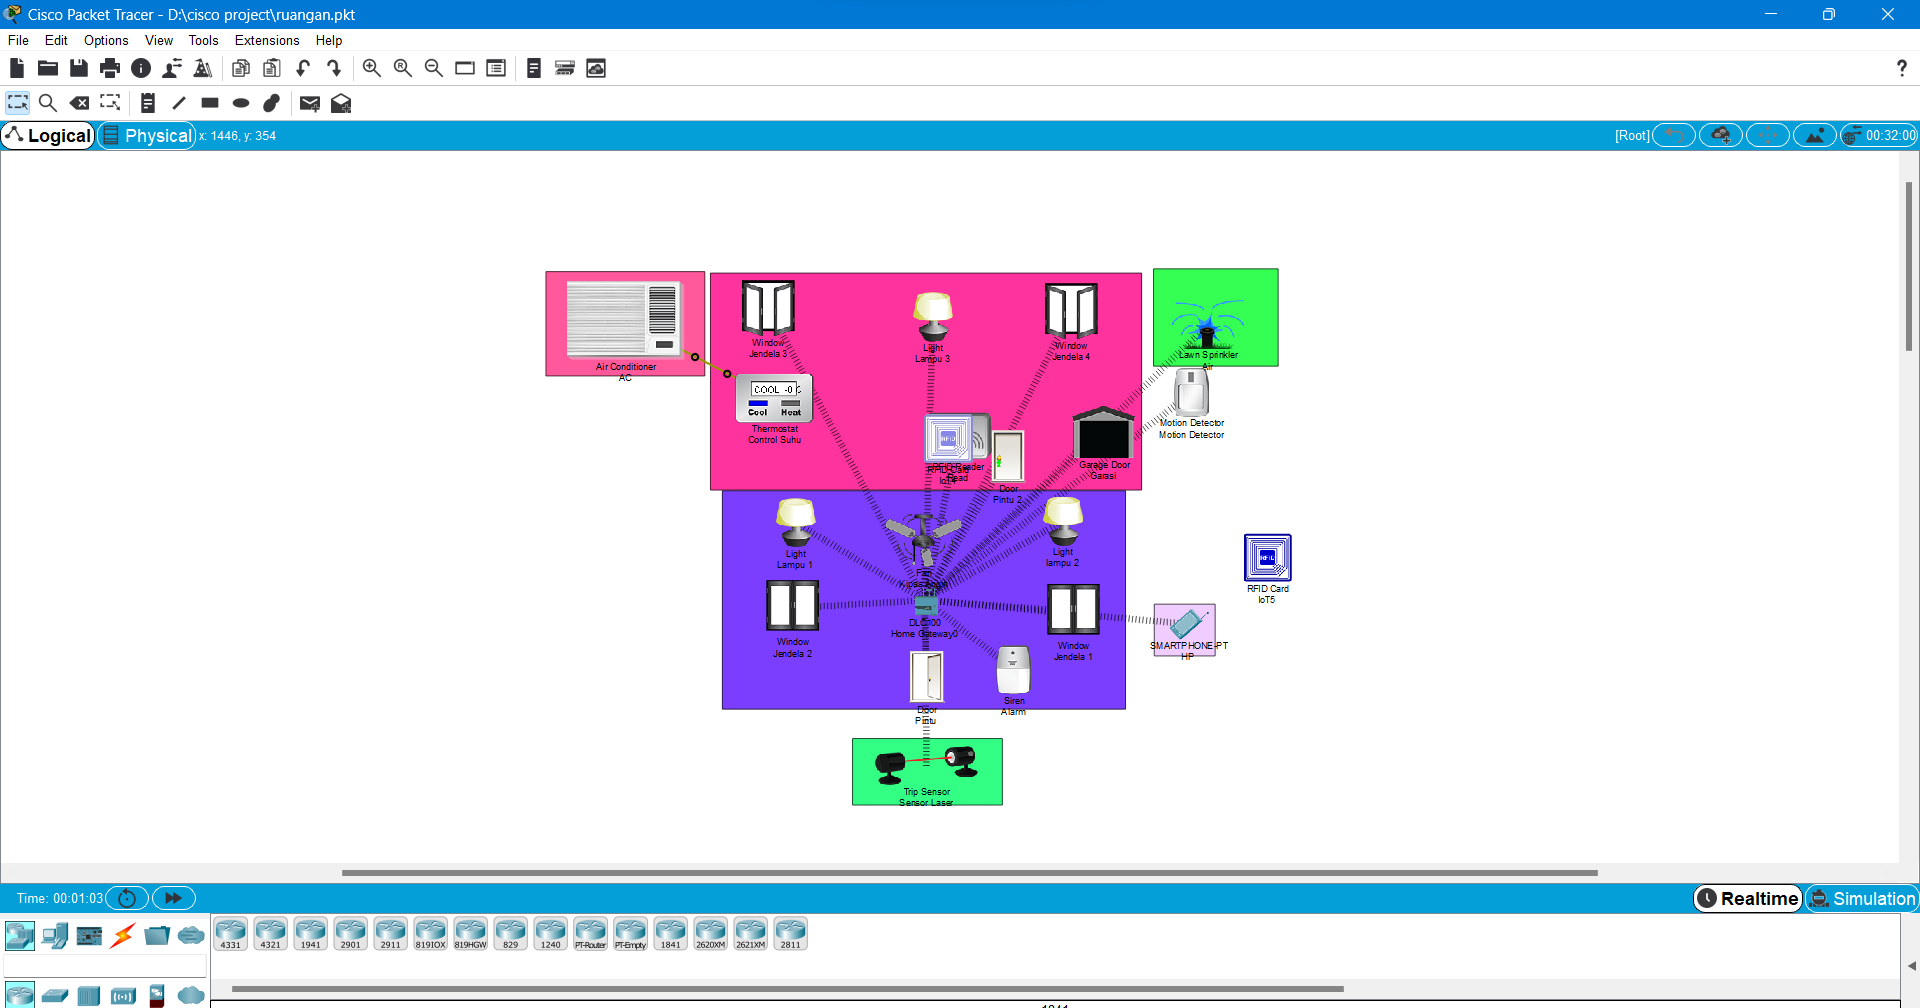 Cisco Packet Tracer - D:\cisco project\ruangan.pkt
File Edit Options View Tools Extensions Help
?
Logical Physical x: 1446, y: 354 [Root] 00:32:00
Window
Jendela 3
Light
Lampu 3
Window
Jendela 4
Lawn Sprinkler
Air
Air Conditioner
AC
COOL
Cool Heat
Thermostat
Control Suhu
Motion Detector
Motion Detector
RFID
RFID Card
Read
Garage Door
Garasi
Door
Pintu 2
Light
Lampu 1
Light
lampu 2
Fan
RFID
RFID Card
IoT5
DLC100
Home Gateway0
Window
Jendela 2
Window
Jendela 1
SMARTPHONE-PT
HP
Siren
Alarm
Door
Pintu
Trip Sensor
Sensor Laser
Time: 00:01:03 Realtime Simulation
4331 4321 1941 2901 2911 819IOX 819HGW 829 1240 PT-Router PT-Empty 1841 2620XM 2621XM 2811